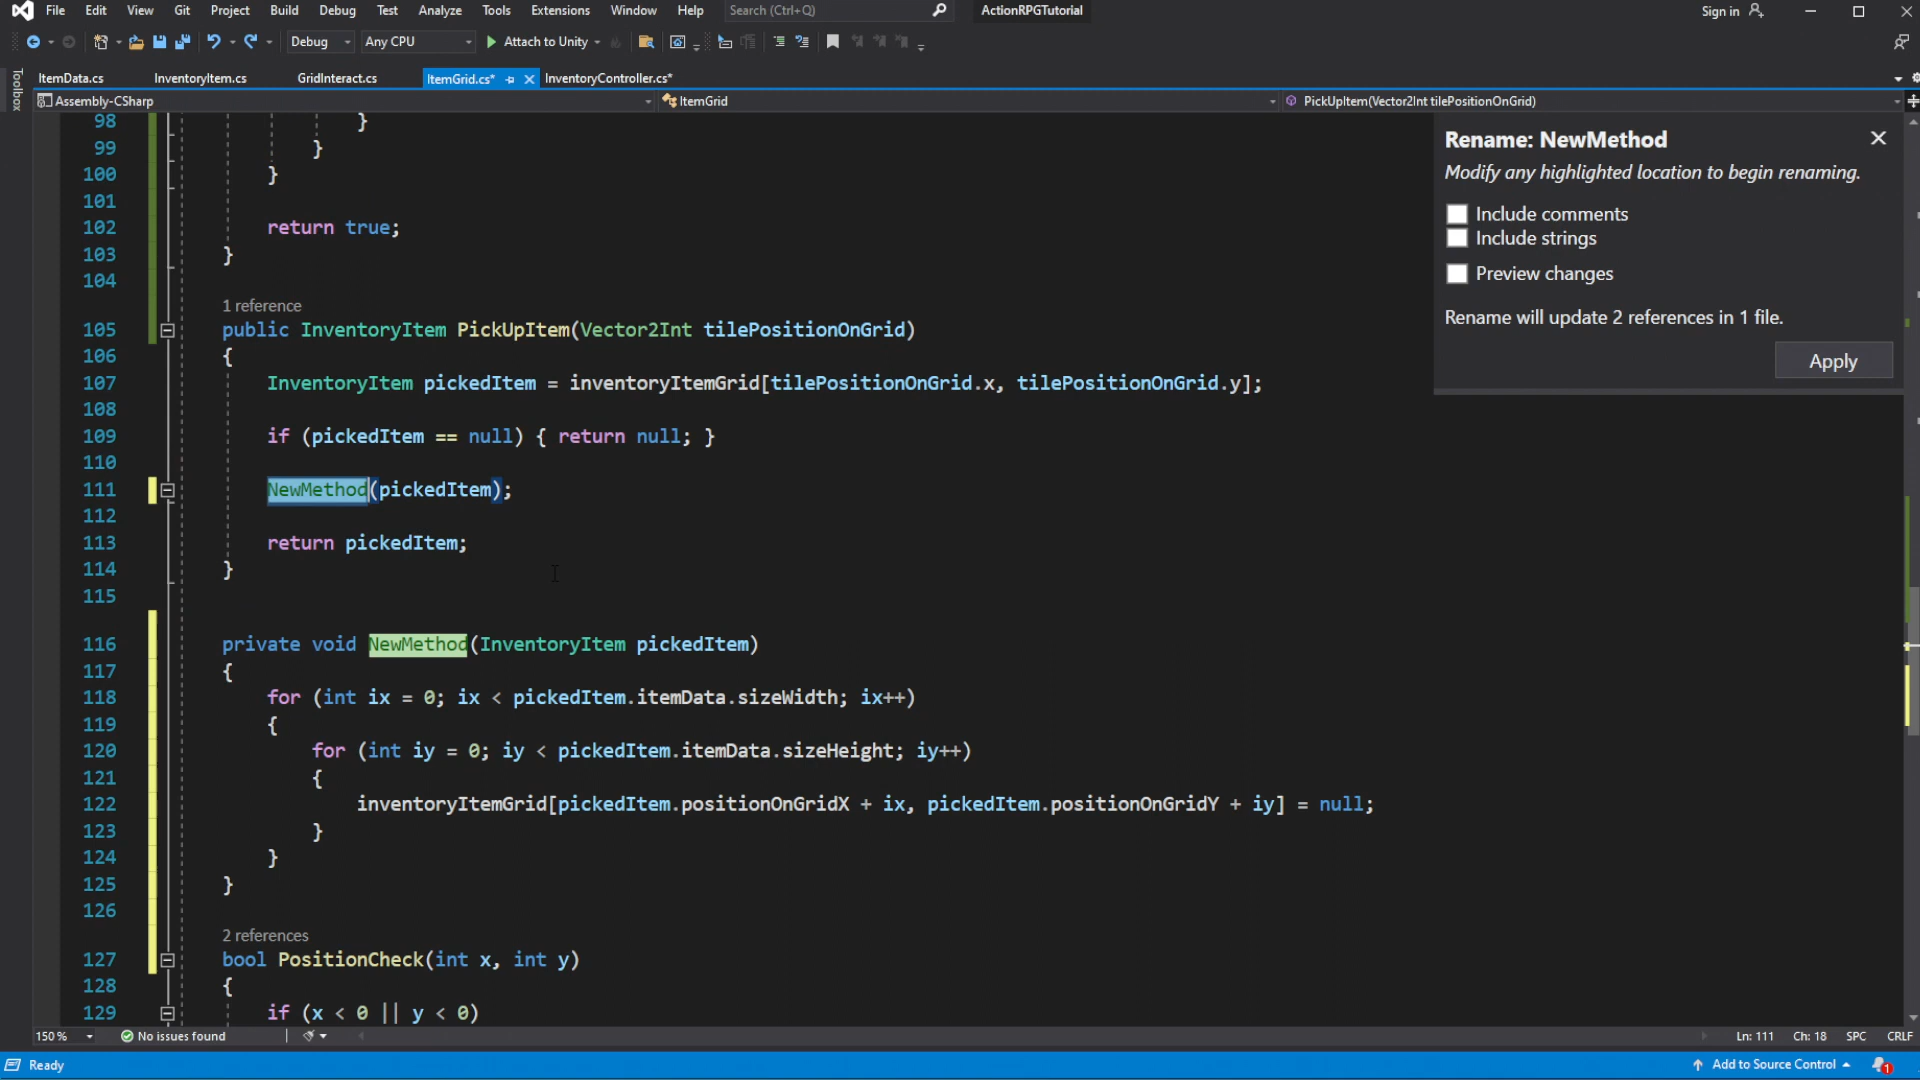 File Edit View Git Project Build Debug Test Analyze Tools Extensions Window Help Search (Ctrl+Q) ActionRPGTutorial Sign in
Debug Any CPU Attach to Unity
Toolbox
ItemData.cs InventoryItem.cs GridInteract.cs ItemGrid.cs* InventoryController.cs*
Assembly-CSharp ItemGrid PickUpItem(Vector2Int tilePositionOnGrid)
98 }
99 }
100 }
101
102 return true;
103 }
104
1 reference
105 public InventoryItem PickUpItem(Vector2Int tilePositionOnGrid)
106 {
107 InventoryItem pickedItem = inventoryItemGrid[tilePositionOnGrid.x, tilePositionOnGrid.y];
108
109 if (pickedItem == null) { return null; }
110
111 NewMethod(pickedItem);
112
113 return pickedItem;
114 }
115
116 private void NewMethod(InventoryItem pickedItem)
117 {
118 for (int ix = 0; ix < pickedItem.itemData.sizeWidth; ix++)
119 {
120 for (int iy = 0; iy < pickedItem.itemData.sizeHeight; iy++)
121 {
122 inventoryItemGrid[pickedItem.positionOnGridX + ix, pickedItem.positionOnGridY + iy] = null;
123 }
124 }
125 }
126
2 references
127 bool PositionCheck(int x, int y)
128 {
129 if (x < 0 || y < 0)
Rename: NewMethod
Modify any highlighted location to begin renaming.
Include comments
Include strings
Preview changes
Rename will update 2 references in 1 file.
Apply
150 % No issues found Ln: 111 Ch: 18 SPC CRLF
Ready Add to Source Control 1